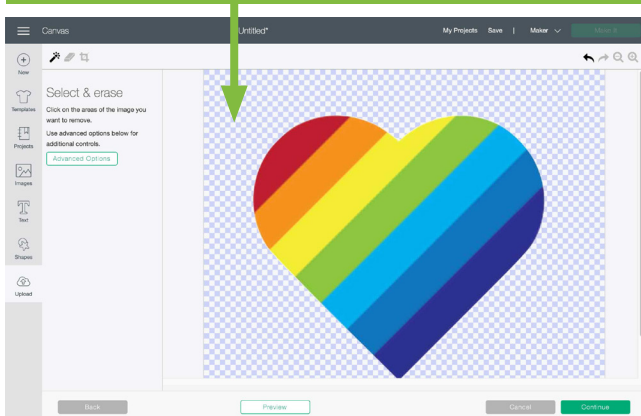 Canvas
Untitled*
My Projects Save | Maker
Make It
New
Templates
Projects
Images
Text
Shapes
Upload
Select & erase
Click on the areas of the image you
want to remove.
Use advanced options below for
additional controls.
Advanced Options
Back
Preview
Cancel
Continue